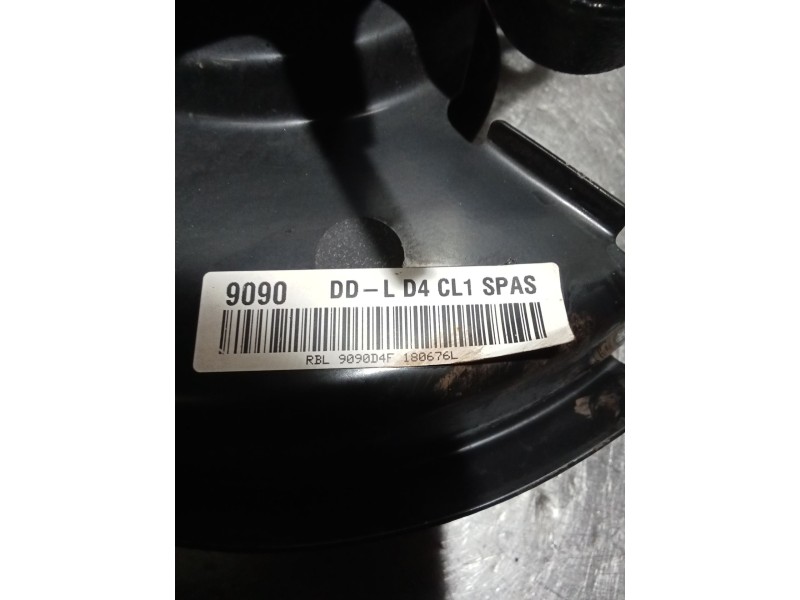 9090 DD-L D4 CL1 SPAS
RBL 9090D4F 180676L